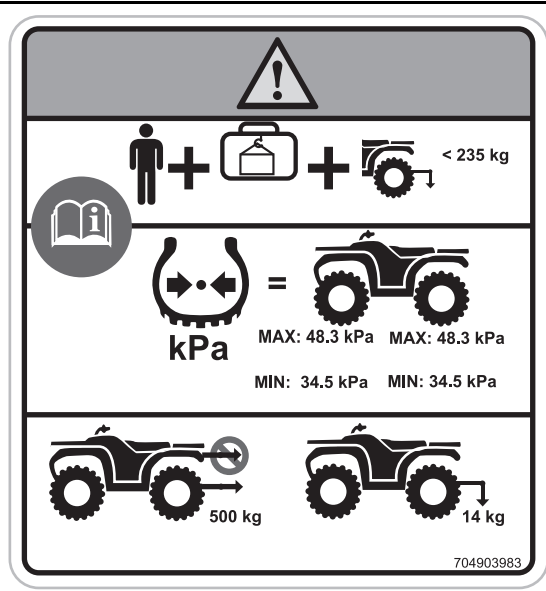 < 235 kg
i
kPa
MAX: 48.3 kPa MAX: 48.3 kPa
MIN: 34.5 kPa MIN: 34.5 kPa
500 kg
14 kg
704903983